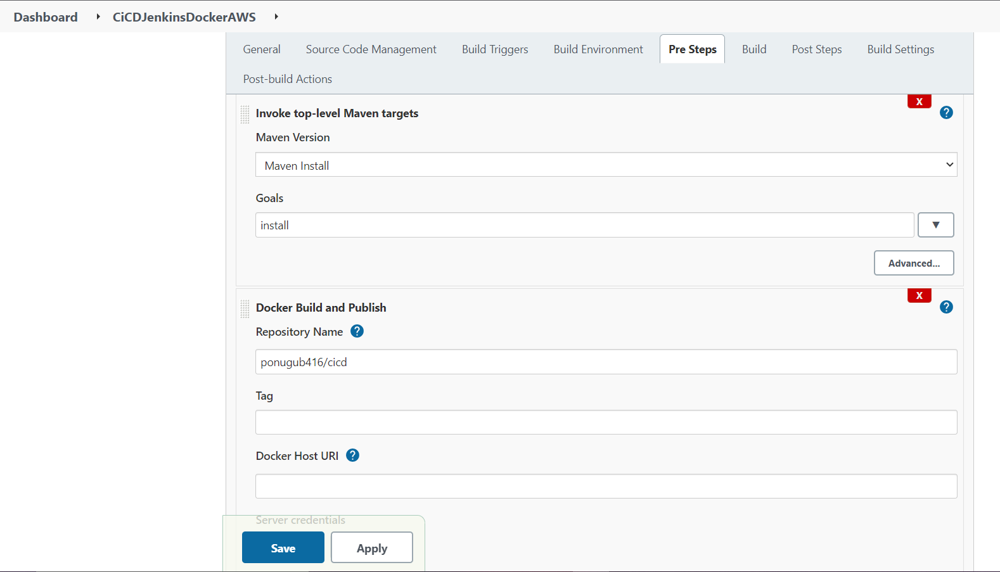 Dashboard CiCDJenkinsDockerAWS
General Source Code Management Build Triggers Build Environment Pre Steps Build Post Steps Build Settings
Post-build Actions
X
Invoke top-level Maven targets ?
Maven Version
Maven Install
Goals
install
Advanced...
X
Docker Build and Publish ?
Repository Name ?
ponugub416/cicd
Tag
Docker Host URI ?
Server credentials
Save Apply